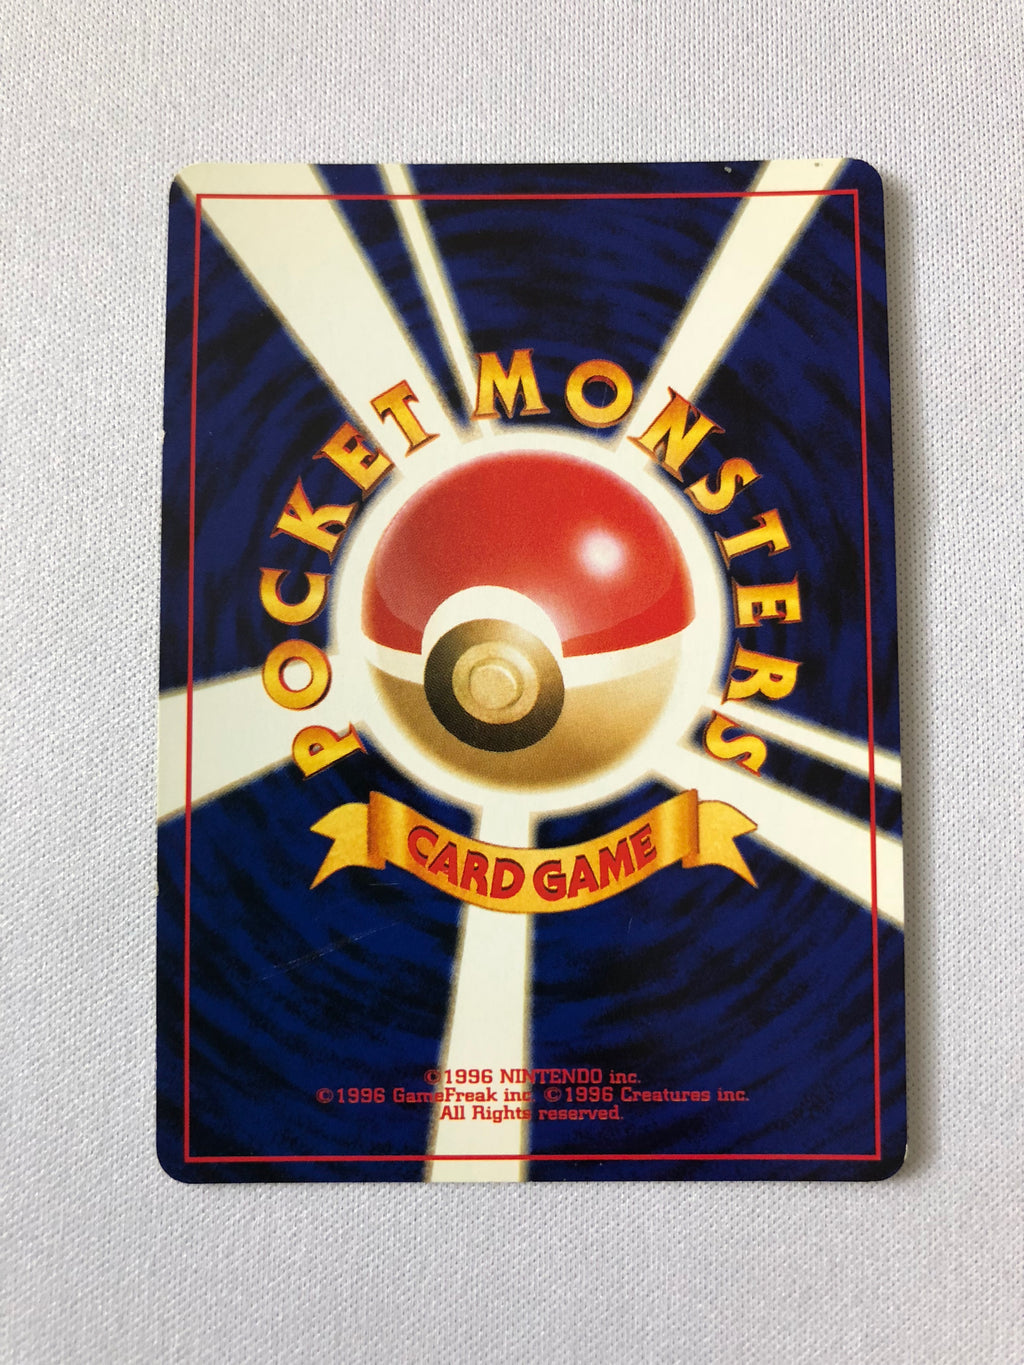 POCKET MONSTERS
CARD GAME
©1996 NINTENDO inc.
©1996 GameFreak inc. ©1996 Creatures inc.
All Rights reserved.